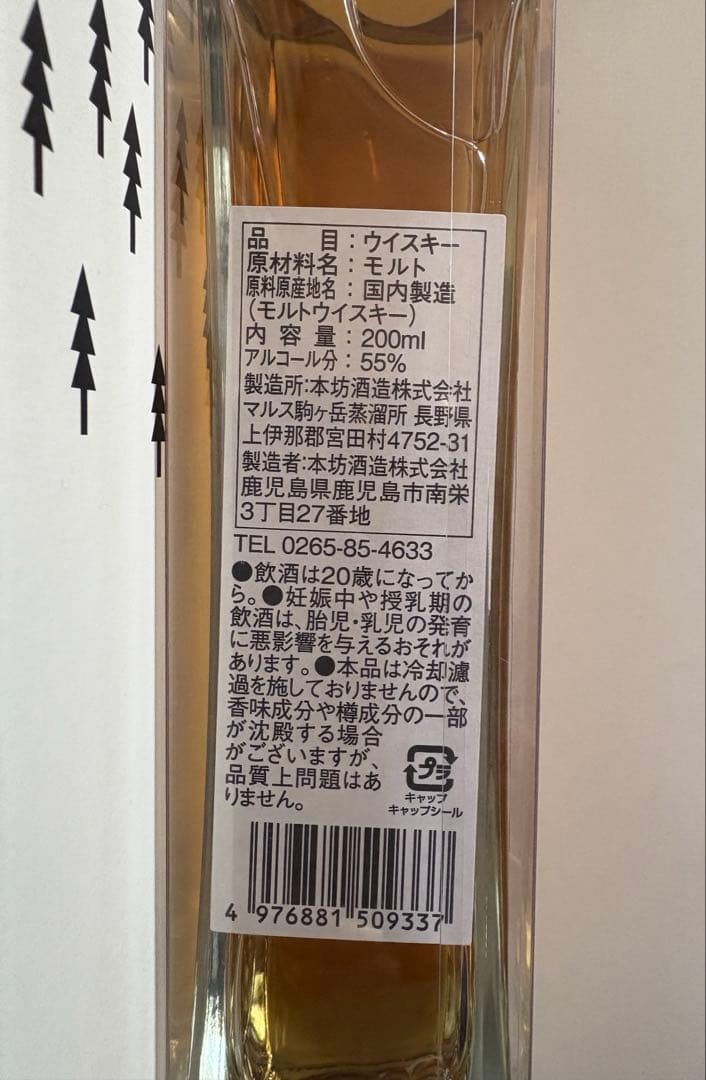 品　　目：ウイスキー
原材料名：モルト
原料原産地名：国内製造
（モルトウイスキー）
内 容 量：200ml
アルコール分：55%
製造所：本坊酒造株式会社
マルス駒ヶ岳蒸溜所 長野県
上伊那郡宮田村4752-31
製造者：本坊酒造株式会社
鹿児島県鹿児島市南栄
3丁目27番地
TEL 0265-85-4633
●飲酒は20歳になってか
ら。●妊娠中や授乳期の
飲酒は、胎児・乳児の発育
に悪影響を与えるおそれが
あります。●本品は冷却濾
過を施しておりませんので、
香味成分や樽成分の一部
が沈殿する場合
がございますが、
品質上問題はあ
りません。
プラ
キャップ
キャップシール
4 976881 509337